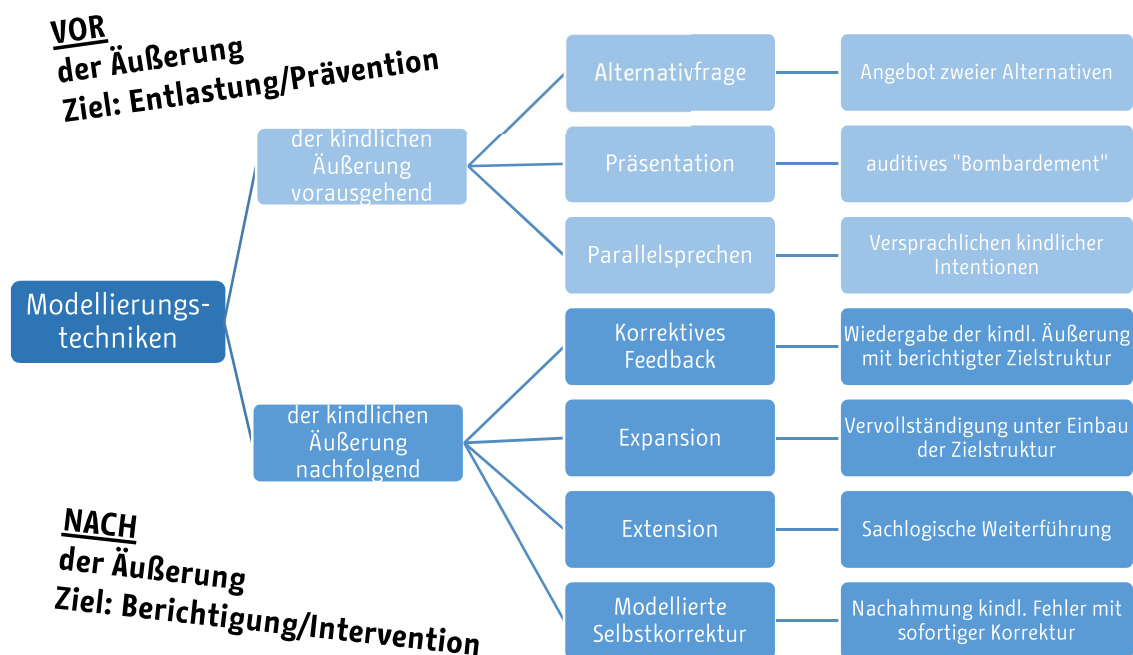 VOR
der Äußerung
Ziel: Entlastung/Prävention
Modellierungs-
techniken
der kindlichen
Äußerung
vorausgehend
Alternativfrage
Angebot zweier Alternativen
Präsentation
auditives "Bombardement"
Parallelsprechen
Versprachlichen kindlicher
Intentionen
der kindlichen
Äußerung
nachfolgend
Korrektives
Feedback
Wiedergabe der kindl. Äußerung
mit berichtigter Zielstruktur
Expansion
Vervollständigung unter Einbau
der Zielstruktur
Extension
Sachlogische Weiterführung
Modellierte
Selbstkorrektur
Nachahmung kindl. Fehler mit
sofortiger Korrektur
NACH
der Äußerung
Ziel: Berichtigung/Intervention